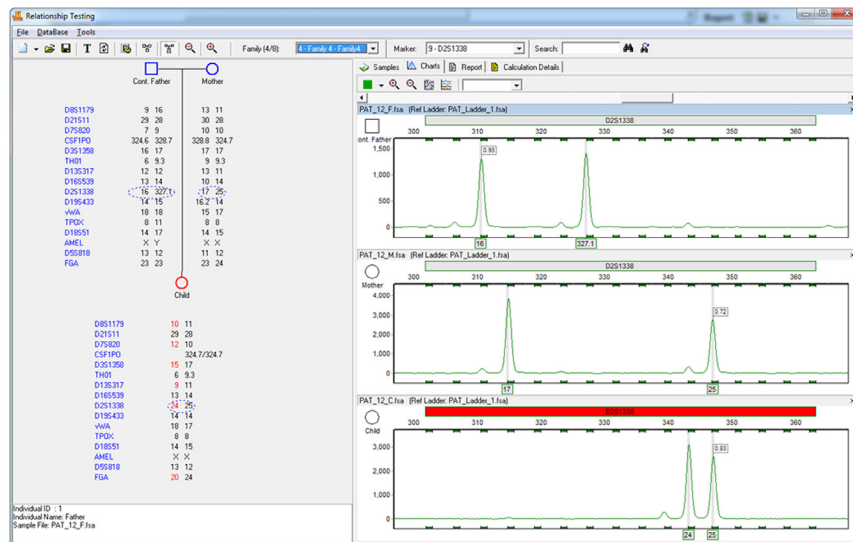 Relationship Testing
File DataBase Tools
Family (4/8): 4 - Family 4 - Family4 Marker: 9 - D2S1338 Search:
Cont. Father Mother
D8S1179 9 16 13 11
D21S11 29 28 30 28
D7S820 7 9 10 10
CSF1PO 324.6 328.7 328.8 324.7
D3S1358 16 17 17 17
TH01 6 9.3 9 9.3
D13S317 12 12 13 11
D16S539 13 14 10 14
D2S1338 16 327.1 17 25
D19S433 14 15 16.2 14
vWA 18 18 15 17
TPOX 8 11 8 8
D18S51 14 17 14 15
AMEL X Y X X
D5S818 13 12 11 12
FGA 23 23 23 24
Child
D8S1179 10 11
D21S11 29 28
D7S820 12 10
CSF1PO 324.7/324.7
D3S1358 15 17
TH01 6 9.3
D13S317 9 11
D16S539 13 14
D2S1338 24 25
D19S433 14 14
vWA 18 17
TPOX 8 8
D18S51 14 15
AMEL X X
D5S818 13 12
FGA 20 24
Individual ID : 1
Individual Name: Father
Sample File: PAT_12_F.fsa
Samples Charts Report Calculation Details
PAT_12_F.fsa (Ref Ladder: PAT_Ladder_1.fsa)
D2S1338
300 310 320 330 340 350 360
ont. Father
1,500
1,000
500
0
0.93
16 327.1
PAT_12_M.fsa (Ref Ladder: PAT_Ladder_1.fsa)
D2S1338
300 310 320 330 340 350 360
Mother
4,000
3,000
2,000
1,000
0
0.72
17 25
PAT_12_C.fsa (Ref Ladder: PAT_Ladder_1.fsa)
D2S1338
300 310 320 330 340 350 360
Child
3,000
2,000
1,000
0
0.83
24 25